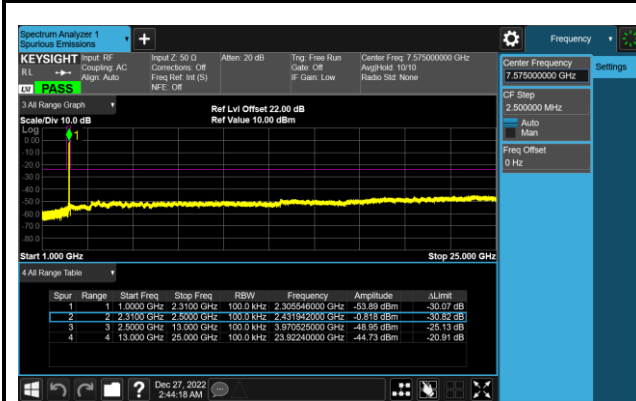 Spectrum Analyzer 1
Spurious Emissions
Frequency
KEYSIGHT Input: RF Input Z: 50 Ω Atten: 20 dB Trig: Free Run Center Freq: 7.575000000 GHz
R L Coupling: AC Corrections: Off Gate: Off Avg|Hold: 10/10
Align: Auto Freq Ref: Int (S) IF Gain: Low Radio Std: None
NFE: Off
LXI PASS
Center Frequency
7.575000000 GHz
Settings
CF Step
2.500000 MHz
Auto
Man
Freq Offset
0 Hz
3 All Range Graph
Ref Lvl Offset 22.00 dB
Scale/Div 10.0 dB Ref Value 10.00 dBm
Log
1
0.00
-10.0
-20.0
-30.0
-40.0
-50.0
-60.0
-70.0
-80.0
Start 1.000 GHz Stop 25.000 GHz
4 All Range Table
Spur Range Start Freq Stop Freq RBW Frequency Amplitude ΔLimit
1 1 1.0000 GHz 2.3100 GHz 100.0 kHz 2.305546000 GHz -53.89 dBm -30.07 dB
2 2 2.3100 GHz 2.5000 GHz 100.0 kHz 2.431942000 GHz -0.818 dBm -30.82 dB
3 3 2.5000 GHz 13.000 GHz 100.0 kHz 3.970525000 GHz -48.95 dBm -25.13 dB
4 4 13.000 GHz 25.000 GHz 100.0 kHz 23.92240000 GHz -44.73 dBm -20.91 dB
? Dec 27, 2022
2:44:18 AM